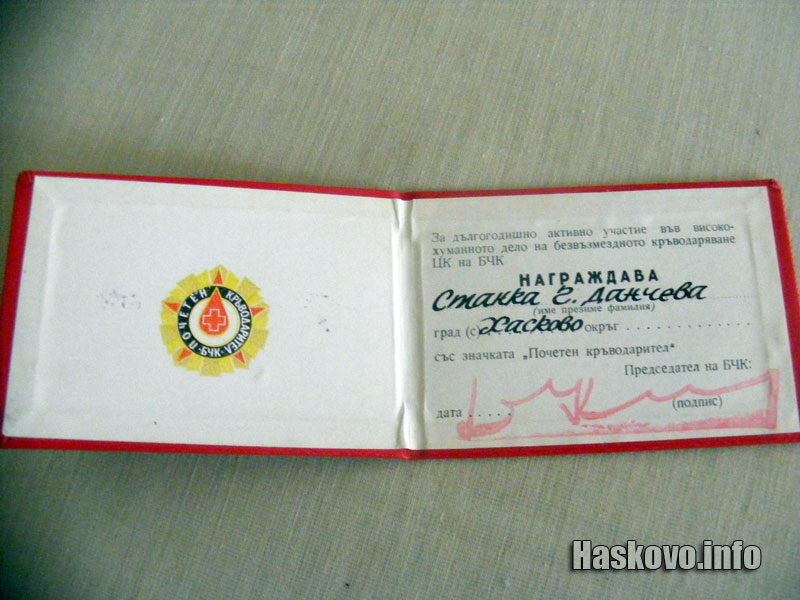 ПОЧЕТЕН КРЪВОДАРИТЕЛ
·БЧК·
За дългогодишно активно участие във високо-
хуманното дело на безвъзмездното кръводаряване
ЦК на БЧК
НАГРАЖДАВА
Станка Г. Данчева
(име презиме фамилия)
град (с) Хасково окръг . . . . . . . . . . . . .
със значката „Почетен кръводарител“
Председател на БЧК:
дата . . . . .
(подпис)
Haskovo.info